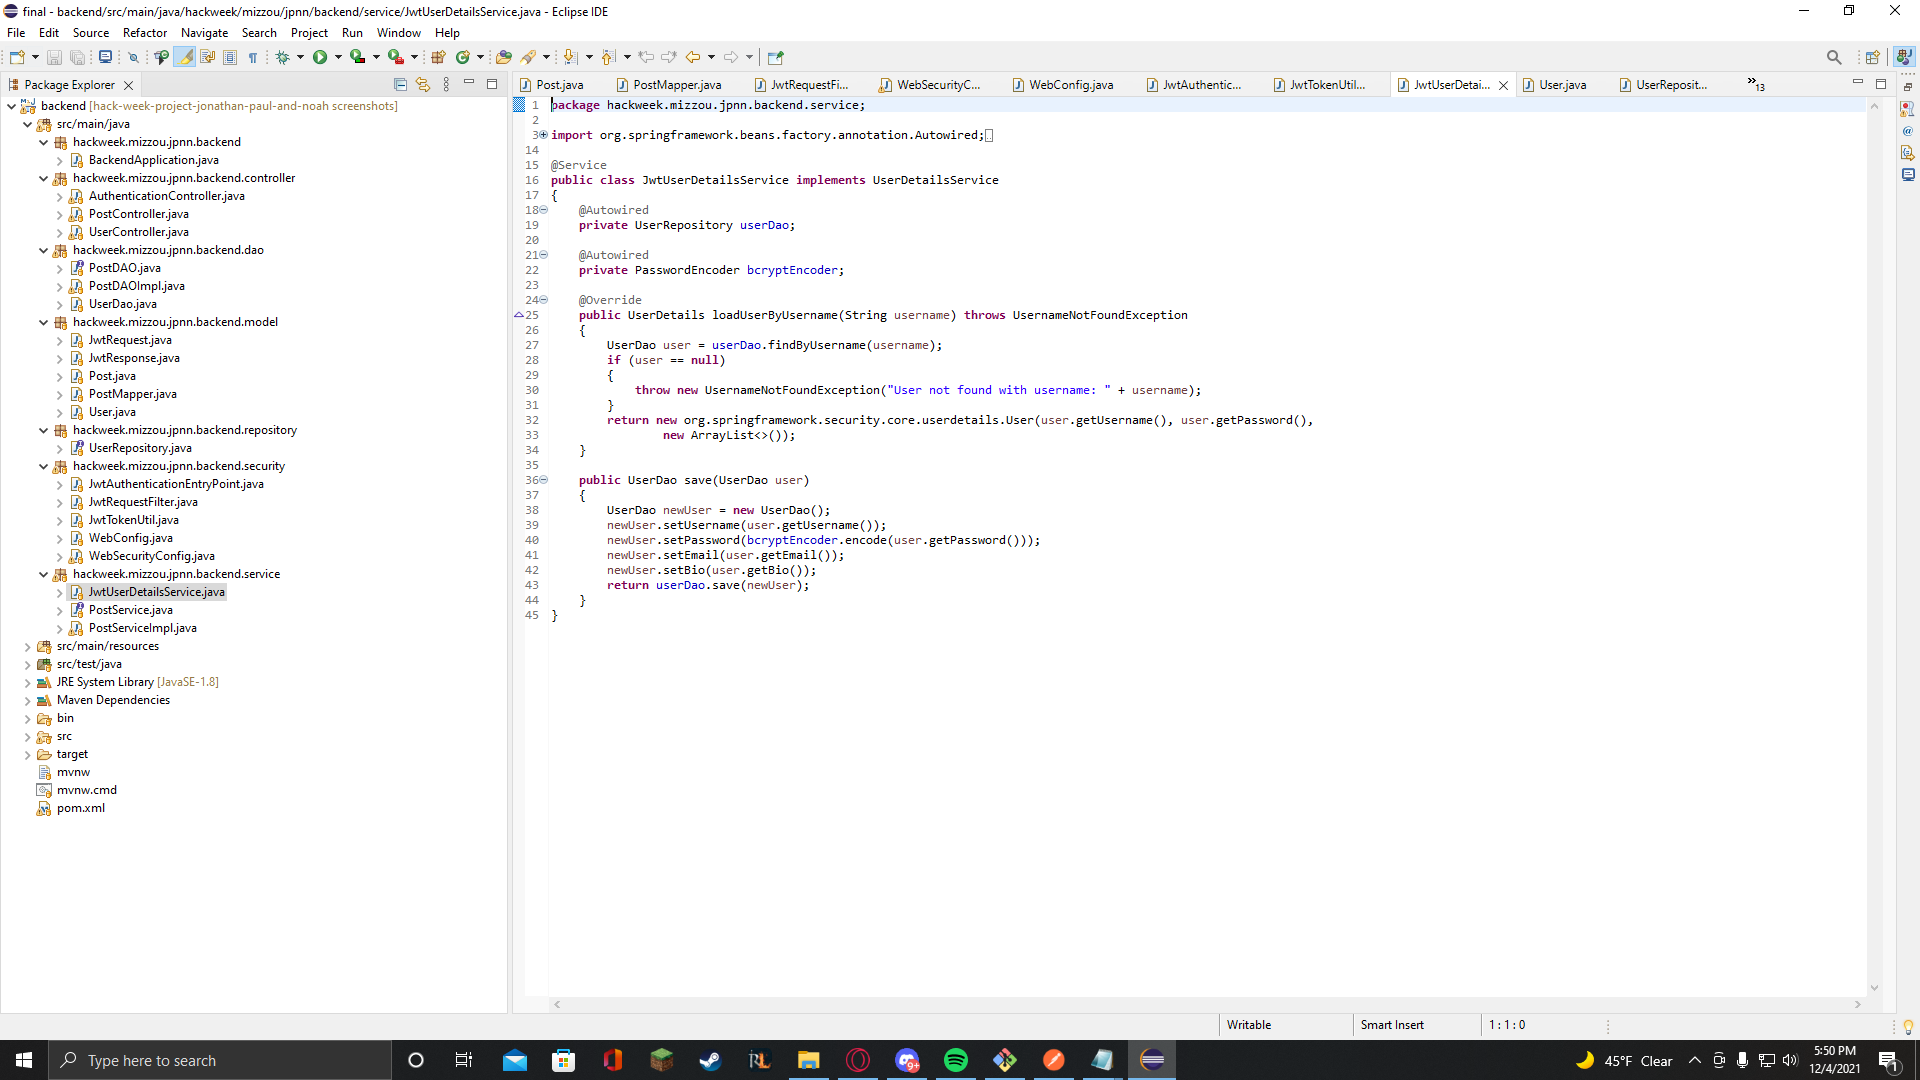 final - backend/src/main/java/hackweek/mizzou/jpnn/backend/service/JwtUserDetailsService.java - Eclipse IDE
File Edit Source Refactor Navigate Search Project Run Window Help
Package Explorer
Post.java PostMapper.java JwtRequestFi... WebSecurityC... WebConfig.java JwtAuthentic... JwtTokenUtil... JwtUserDetai... User.java UserReposit... 13
backend [hack-week-project-jonathan-paul-and-noah screenshots]
src/main/java
hackweek.mizzou.jpnn.backend
BackendApplication.java
hackweek.mizzou.jpnn.backend.controller
AuthenticationController.java
PostController.java
UserController.java
hackweek.mizzou.jpnn.backend.dao
PostDAO.java
PostDAOImpl.java
UserDao.java
hackweek.mizzou.jpnn.backend.model
JwtRequest.java
JwtResponse.java
Post.java
PostMapper.java
User.java
hackweek.mizzou.jpnn.backend.repository
UserRepository.java
hackweek.mizzou.jpnn.backend.security
JwtAuthenticationEntryPoint.java
JwtRequestFilter.java
JwtTokenUtil.java
WebConfig.java
WebSecurityConfig.java
hackweek.mizzou.jpnn.backend.service
JwtUserDetailsService.java
PostService.java
PostServiceImpl.java
src/main/resources
src/test/java
JRE System Library [JavaSE-1.8]
Maven Dependencies
bin
src
target
mvnw
mvnw.cmd
pom.xml
1 package hackweek.mizzou.jpnn.backend.service;
2
3 import org.springframework.beans.factory.annotation.Autowired;
14
15 @Service
16 public class JwtUserDetailsService implements UserDetailsService
17 {
18 @Autowired
19 private UserRepository userDao;
20
21 @Autowired
22 private PasswordEncoder bcryptEncoder;
23
24 @Override
25 public UserDetails loadUserByUsername(String username) throws UsernameNotFoundException
26 {
27 UserDao user = userDao.findByUsername(username);
28 if (user == null)
29 {
30 throw new UsernameNotFoundException("User not found with username: " + username);
31 }
32 return new org.springframework.security.core.userdetails.User(user.getUsername(), user.getPassword(),
33 new ArrayList<>());
34 }
35
36 public UserDao save(UserDao user)
37 {
38 UserDao newUser = new UserDao();
39 newUser.setUsername(user.getUsername());
40 newUser.setPassword(bcryptEncoder.encode(user.getPassword()));
41 newUser.setEmail(user.getEmail());
42 newUser.setBio(user.getBio());
43 return userDao.save(newUser);
44 }
45 }
Writable Smart Insert 1 : 1 : 0
Type here to search
RL
9+
45°F Clear
5:50 PM
12/4/2021
1